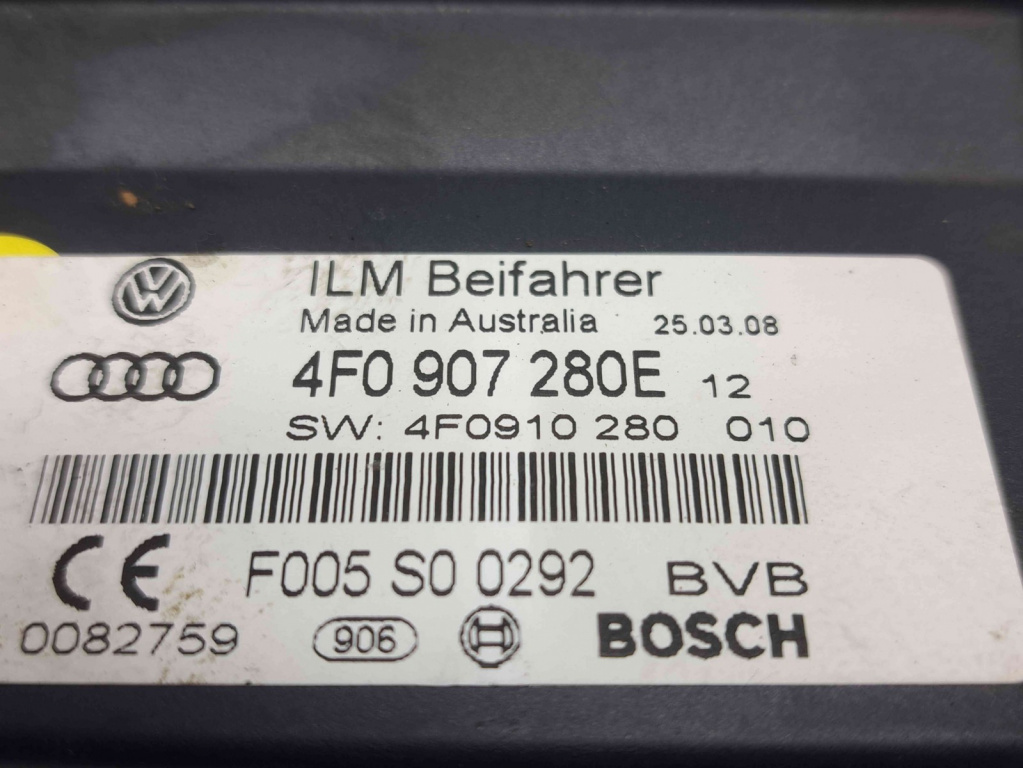 ILM Beifahrer
Made in Australia 25.03.08
4F0 907 280E 12
SW: 4F0910 280 010
CE F005 S0 0292 BVB
0082759 906 BOSCH